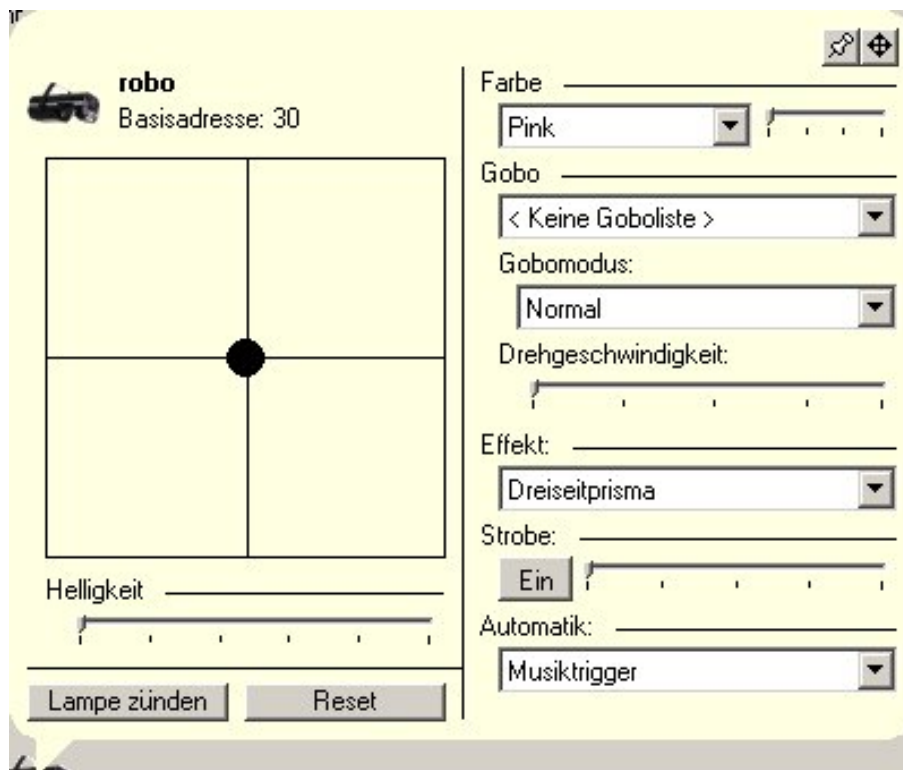 robo
Basisadresse: 30
Helligkeit
Lampe zünden
Reset
Farbe
Pink
Gobo
< Keine Goboliste >
Gobomodus:
Normal
Drehgeschwindigkeit:
Effekt:
Dreiseitprisma
Strobe:
Ein
Automatik:
Musiktrigger